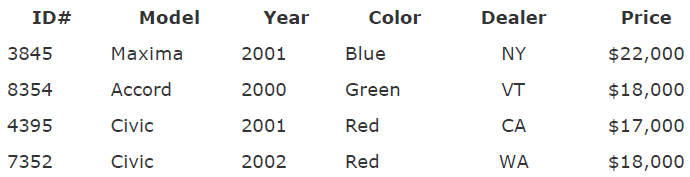 ID# Model Year Color Dealer Price
3845 Maxima 2001 Blue NY $22,000
8354 Accord 2000 Green VT $18,000
4395 Civic 2001 Red CA $17,000
7352 Civic 2002 Red WA $18,000